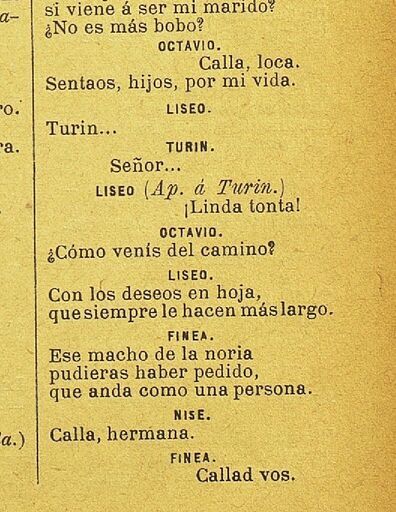 si viene á ser mi marido?
¿No es más bobo?
OCTAVIO.
Calla, loca.
Sentaos, hijos, por mi vida.
LISEO.
Turin...
TURIN.
Señor...
LISEO (Ap. á Turin.)
¡Linda tonta!
OCTAVIO.
¿Cómo venís del camino?
LISEO.
Con los deseos en hoja,
que siempre le hacen más largo.
FINEA.
Ese macho de la noria
pudieras haber pedido,
que anda como una persona.
NISE.
Calla, hermana.
FINEA.
Callad vos.